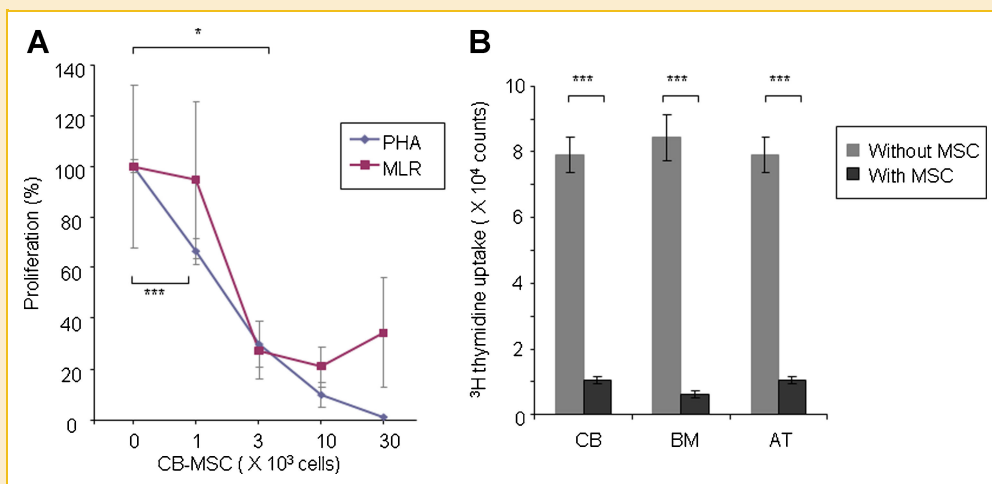 A
*
140
120
100
80
60
40
20
0
Proliferation (%)
PHA
MLR
***
0 1 3 10 30
CB-MSC ( X 10³ cells)
B
*** *** ***
10
8
6
4
2
0
³H thymidine uptake ( X 10⁴ counts)
Without MSC
With MSC
CB BM AT